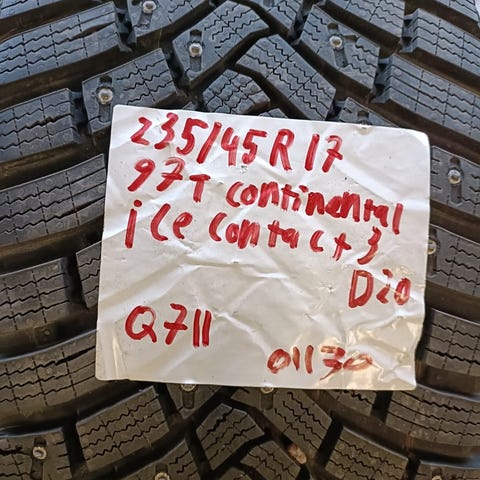 235/45R17
97T continental
ice contact 3
D20
Q711
01130